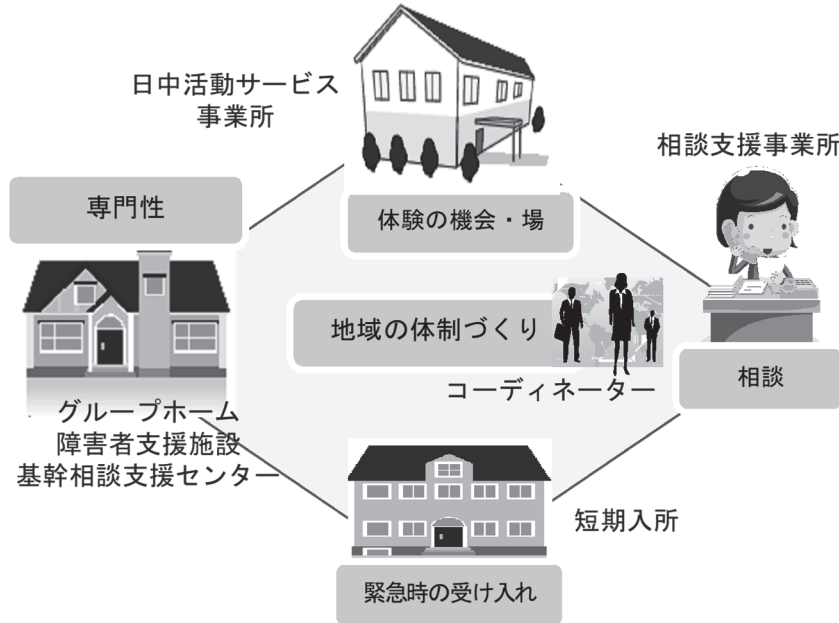 日中活動サービス
事業所
相談支援事業所
専門性
体験の機会・場
地域の体制づくり
コーディネーター
相談
グループホーム
障害者支援施設
基幹相談支援センター
短期入所
緊急時の受け入れ